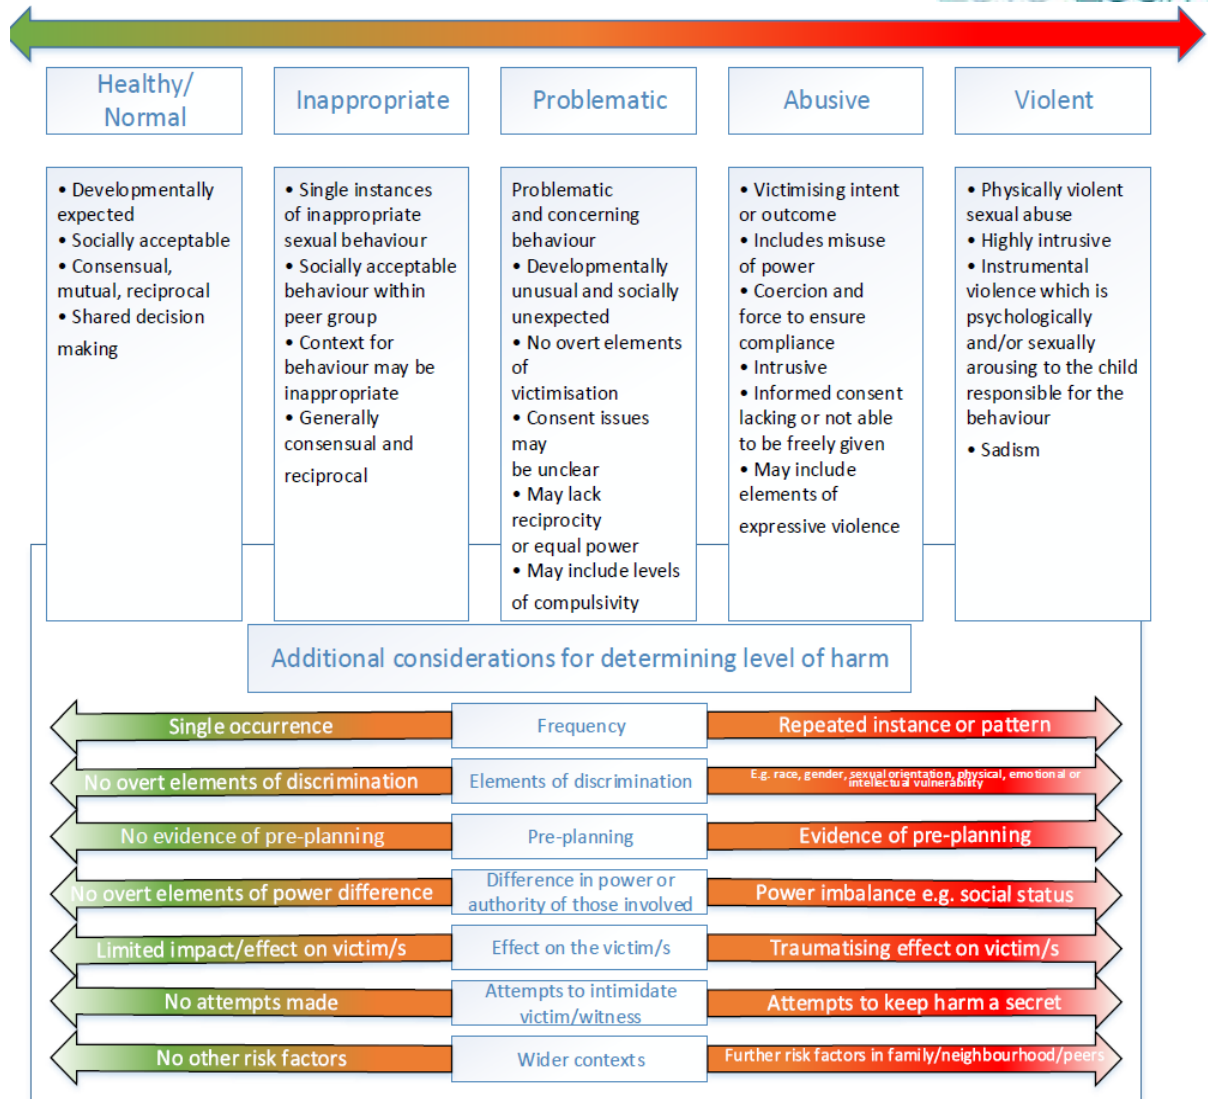 Healthy/
Normal
Inappropriate
Problematic
Abusive
Violent
• Developmentally
expected
• Socially acceptable
• Consensual,
mutual, reciprocal
• Shared decision
making
• Single instances
of inappropriate
sexual behaviour
• Socially acceptable
behaviour within
peer group
• Context for
behaviour may be
inappropriate
• Generally
consensual and
reciprocal
Problematic
and concerning
behaviour
• Developmentally
unusual and socially
unexpected
• No overt elements
of
victimisation
• Consent issues
may
be unclear
• May lack
reciprocity
or equal power
• May include levels
of compulsivity
• Victimising intent
or outcome
• Includes misuse
of power
• Coercion and
force to ensure
compliance
• Intrusive
• Informed consent
lacking or not able
to be freely given
• May include
elements of
expressive violence
• Physically violent
sexual abuse
• Highly intrusive
• Instrumental
violence which is
psychologically
and/or sexually
arousing to the child
responsible for the
behaviour
• Sadism
Additional considerations for determining level of harm
Single occurrence
Frequency
Repeated instance or pattern
No overt elements of discrimination
Elements of discrimination
E.g. race, gender, sexual orientation, physical, emotional or
intellectual vulnerability
No evidence of pre-planning
Pre-planning
Evidence of pre-planning
No overt elements of power difference
Difference in power or
authority of those involved
Power imbalance e.g. social status
Limited impact/effect on victim/s
Effect on the victim/s
Traumatising effect on victim/s
No attempts made
Attempts to intimidate
victim/witness
Attempts to keep harm a secret
No other risk factors
Wider contexts
Further risk factors in family/neighbourhood/peers